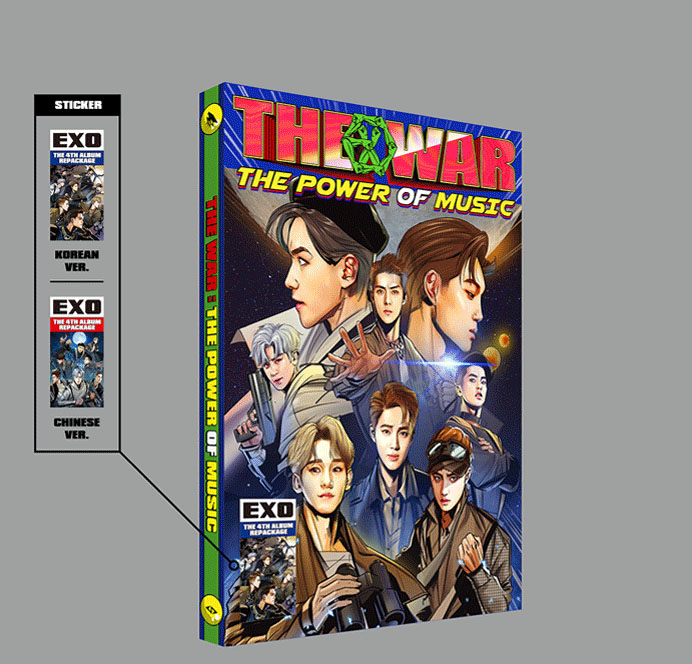 STICKER
EXO
THE 4TH ALBUM
REPACKAGE
KOREAN
VER.
EXO
THE 4TH ALBUM
REPACKAGE
CHINESE
VER.
THE WAR
THE POWER OF MUSIC
THE WAR : THE POWER OF MUSIC
EXO
THE 4TH ALBUM
REPACKAGE